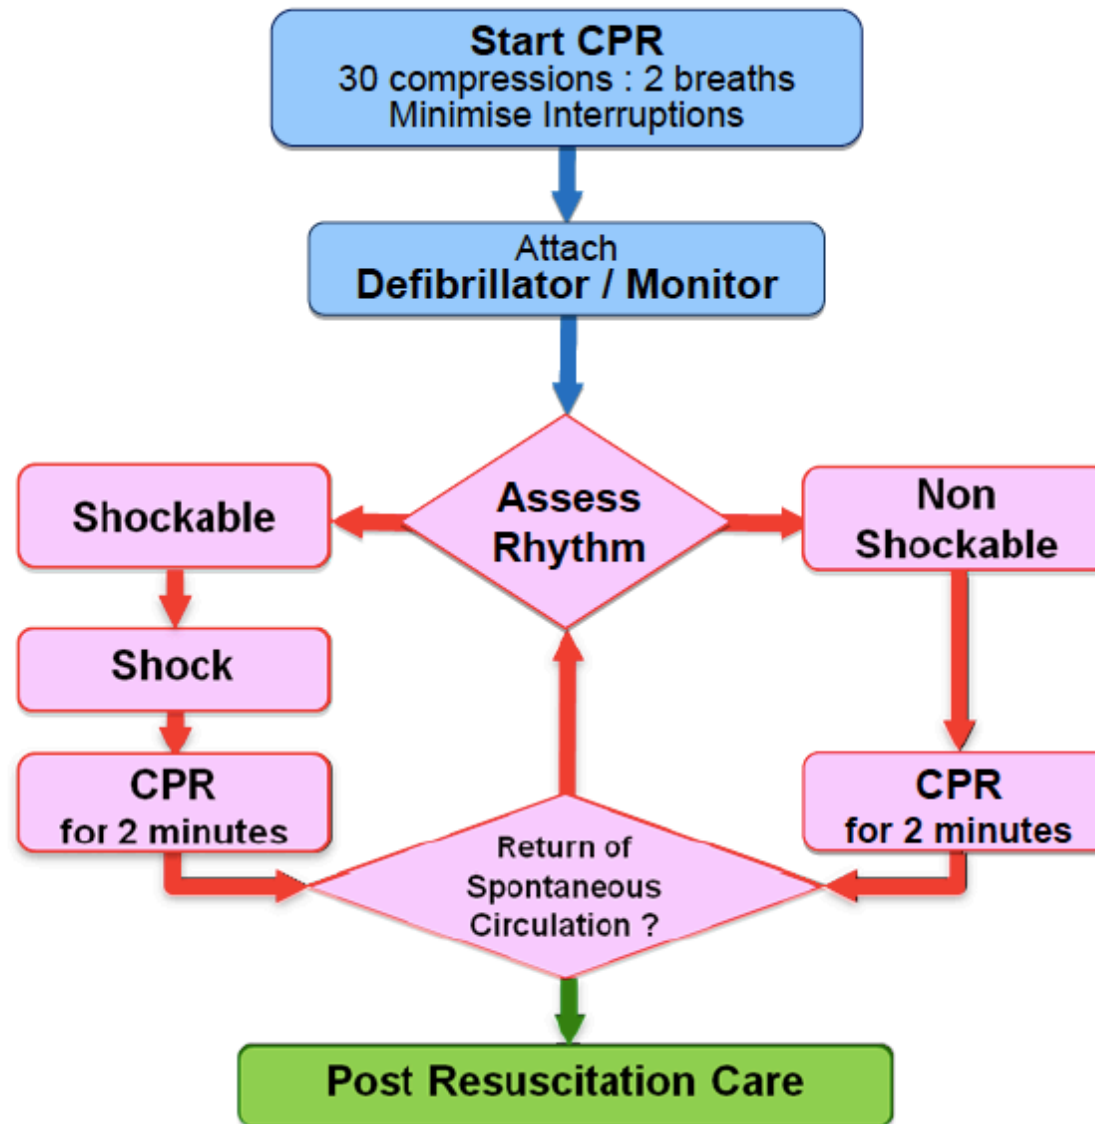 Start CPR
30 compressions : 2 breaths
Minimise Interruptions
Attach
Defibrillator / Monitor
Assess
Rhythm
Shockable
Non
Shockable
Shock
CPR
for 2 minutes
CPR
for 2 minutes
Return of
Spontaneous
Circulation ?
Post Resuscitation Care